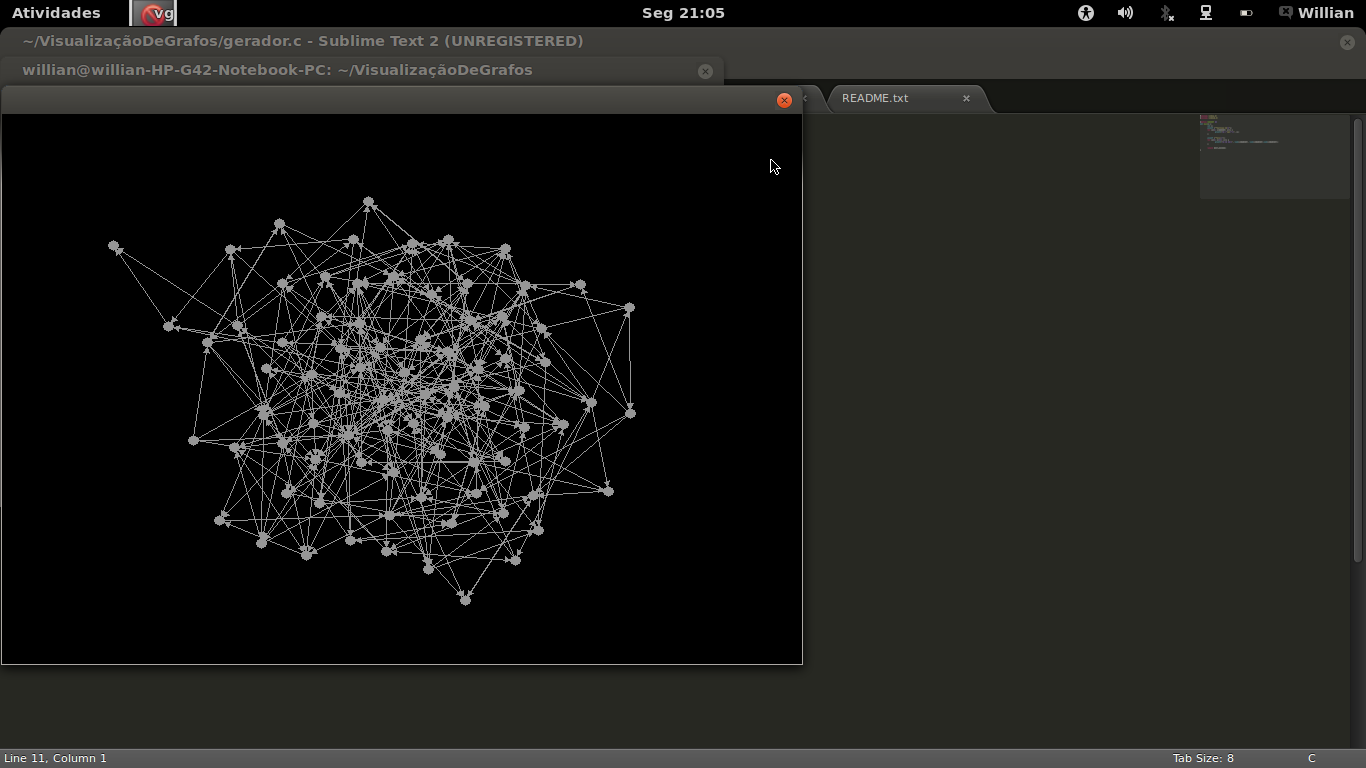 Atividades
vg
Seg 21:05
Willian
~/VisualizaçãoDeGrafos/gerador.c - Sublime Text 2 (UNREGISTERED)
willian@willian-HP-G42-Notebook-PC: ~/VisualizaçãoDeGrafos
README.txt
Line 11, Column 1
Tab Size: 8
C